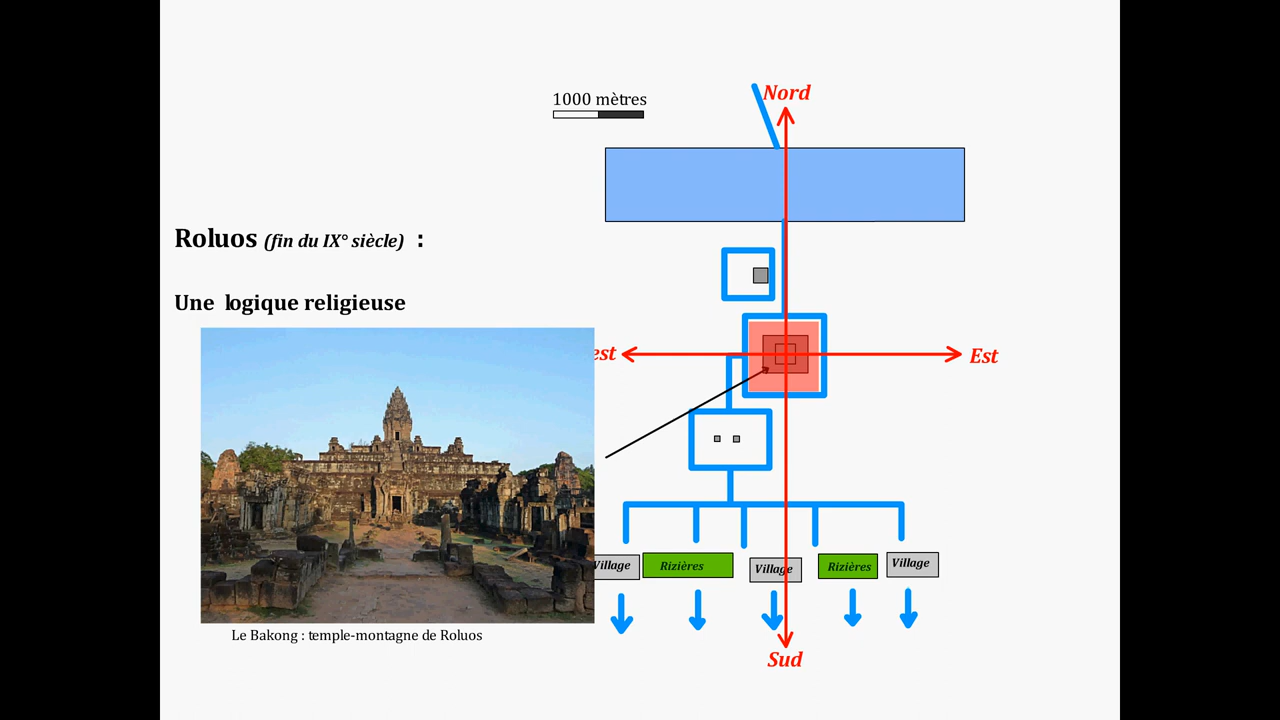 Nord
1000 mètres
Roluos (fin du IX° siècle) :
Une logique religieuse
est
Est
Village
Rizières
Village
Rizières
Village
Le Bakong : temple-montagne de Roluos
Sud